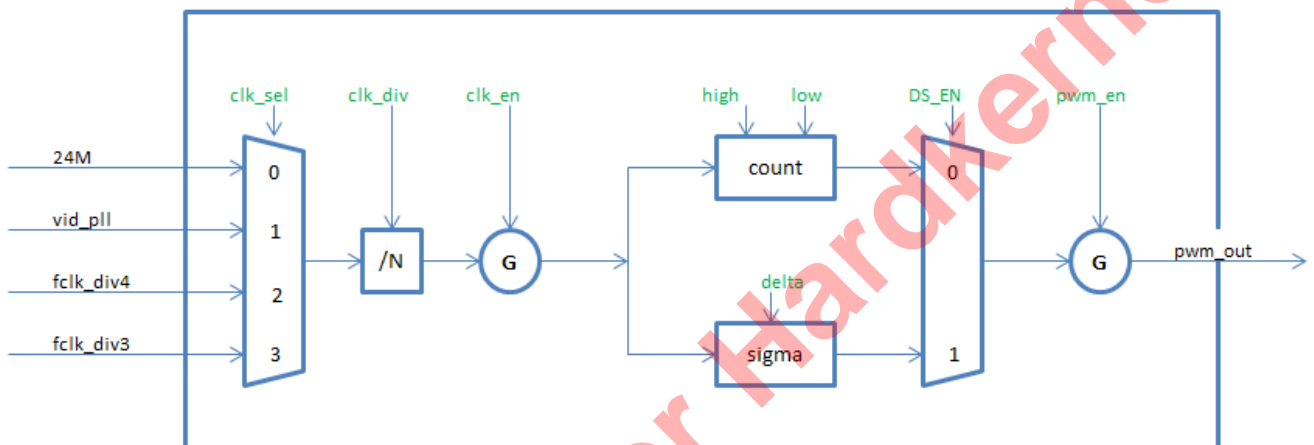 clk_sel clk_div clk_en high low DS_EN pwm_en
24M
0 count 0
vid_pll
1
/N G G pwm_out
fclk_div4
2 delta
fclk_div3
3 sigma 1
r Hardkerne